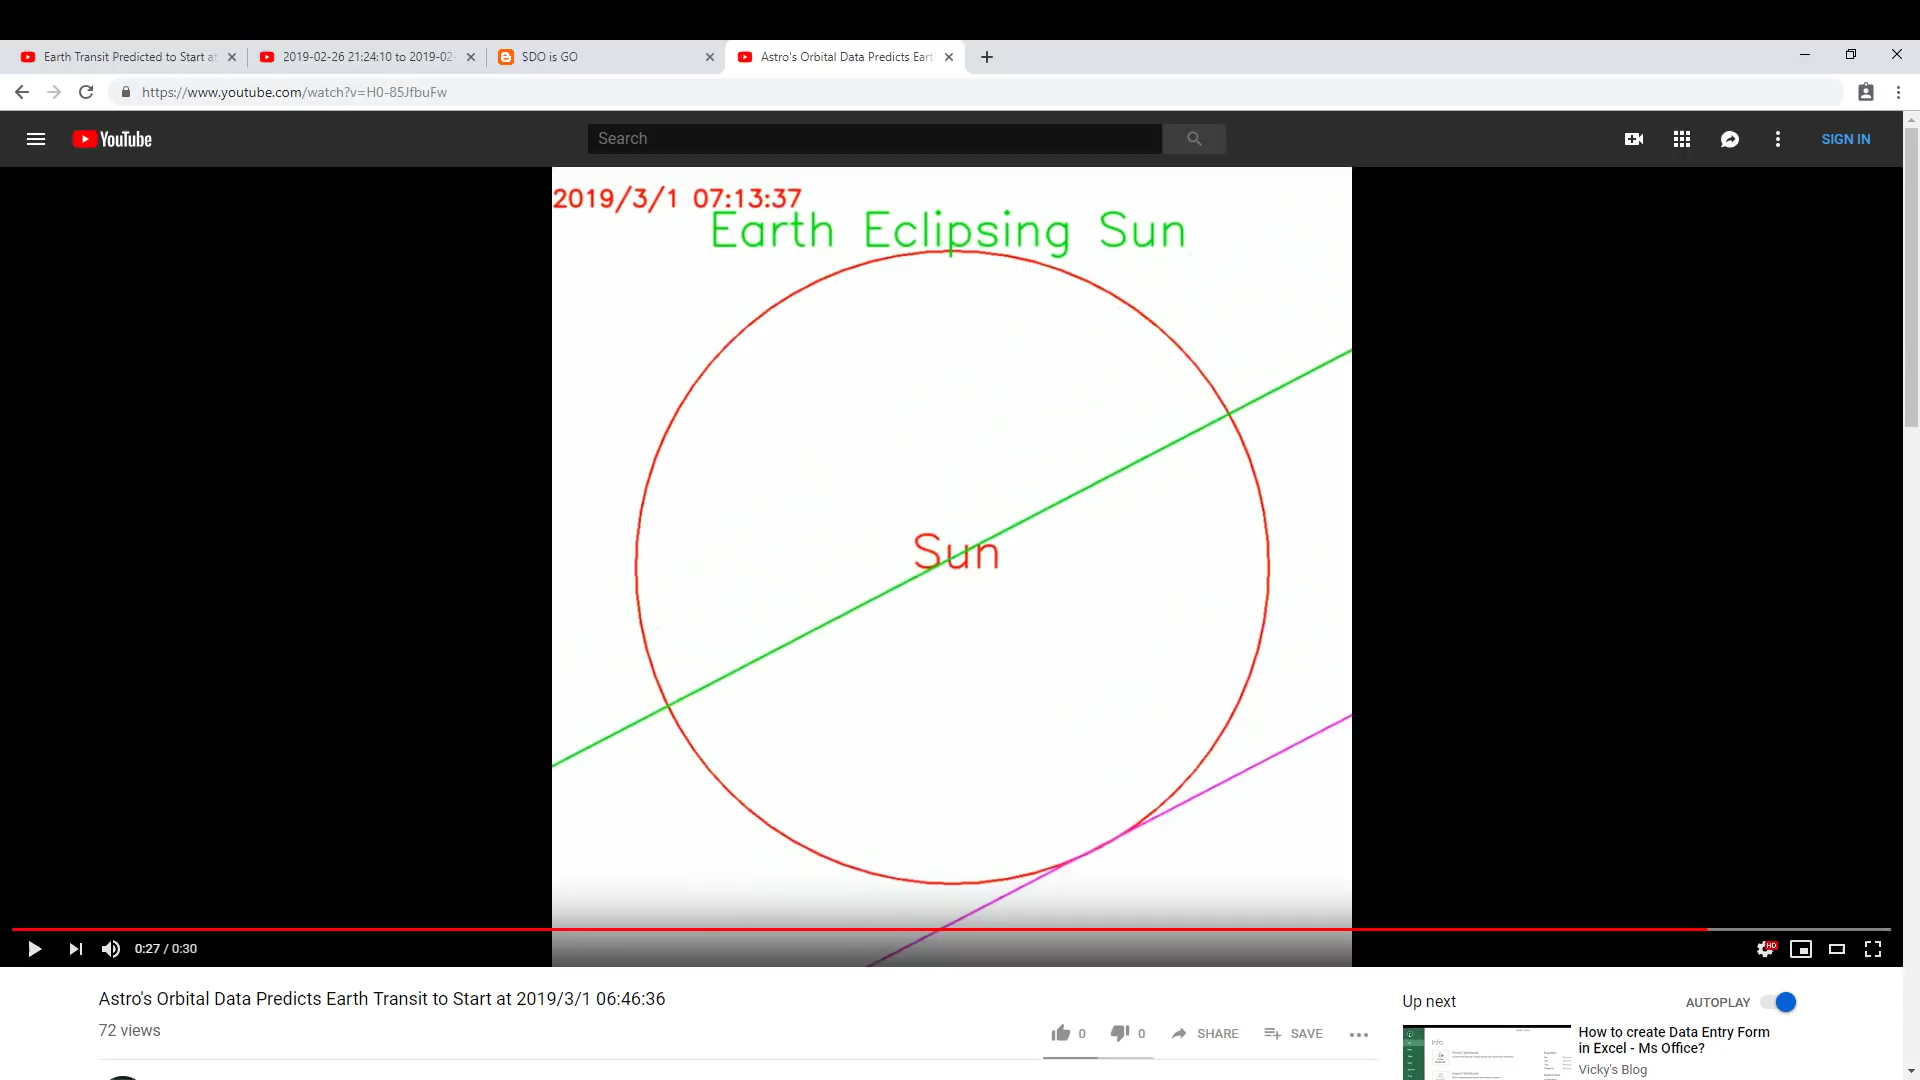 Earth Transit Predicted to Start at
2019-02-26 21:24:10 to 2019-02-
SDO is GO
Astro's Orbital Data Predicts Eart
https://www.youtube.com/watch?v=H0-85JfbuFw
YouTube
Search
SIGN IN
2019/3/1 07:13:37
Earth Eclipsing Sun
Sun
0:27 / 0:30
HD
Astro's Orbital Data Predicts Earth Transit to Start at 2019/3/1 06:46:36
72 views
0
0
SHARE
SAVE
Up next
AUTOPLAY
Info
How to create Data Entry Form
in Excel - Ms Office?
Vicky's Blog